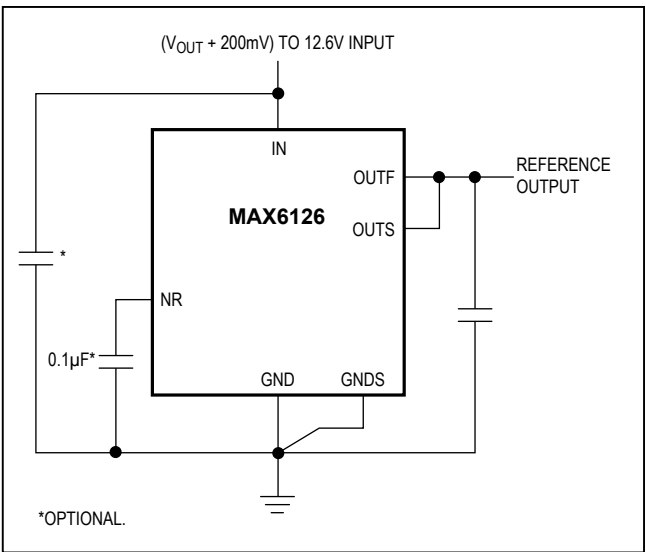 (VOUT + 200mV) TO 12.6V INPUT
IN
OUTF
REFERENCE
OUTPUT
MAX6126
OUTS
*
NR
0.1µF*
GND
GNDS
*OPTIONAL.